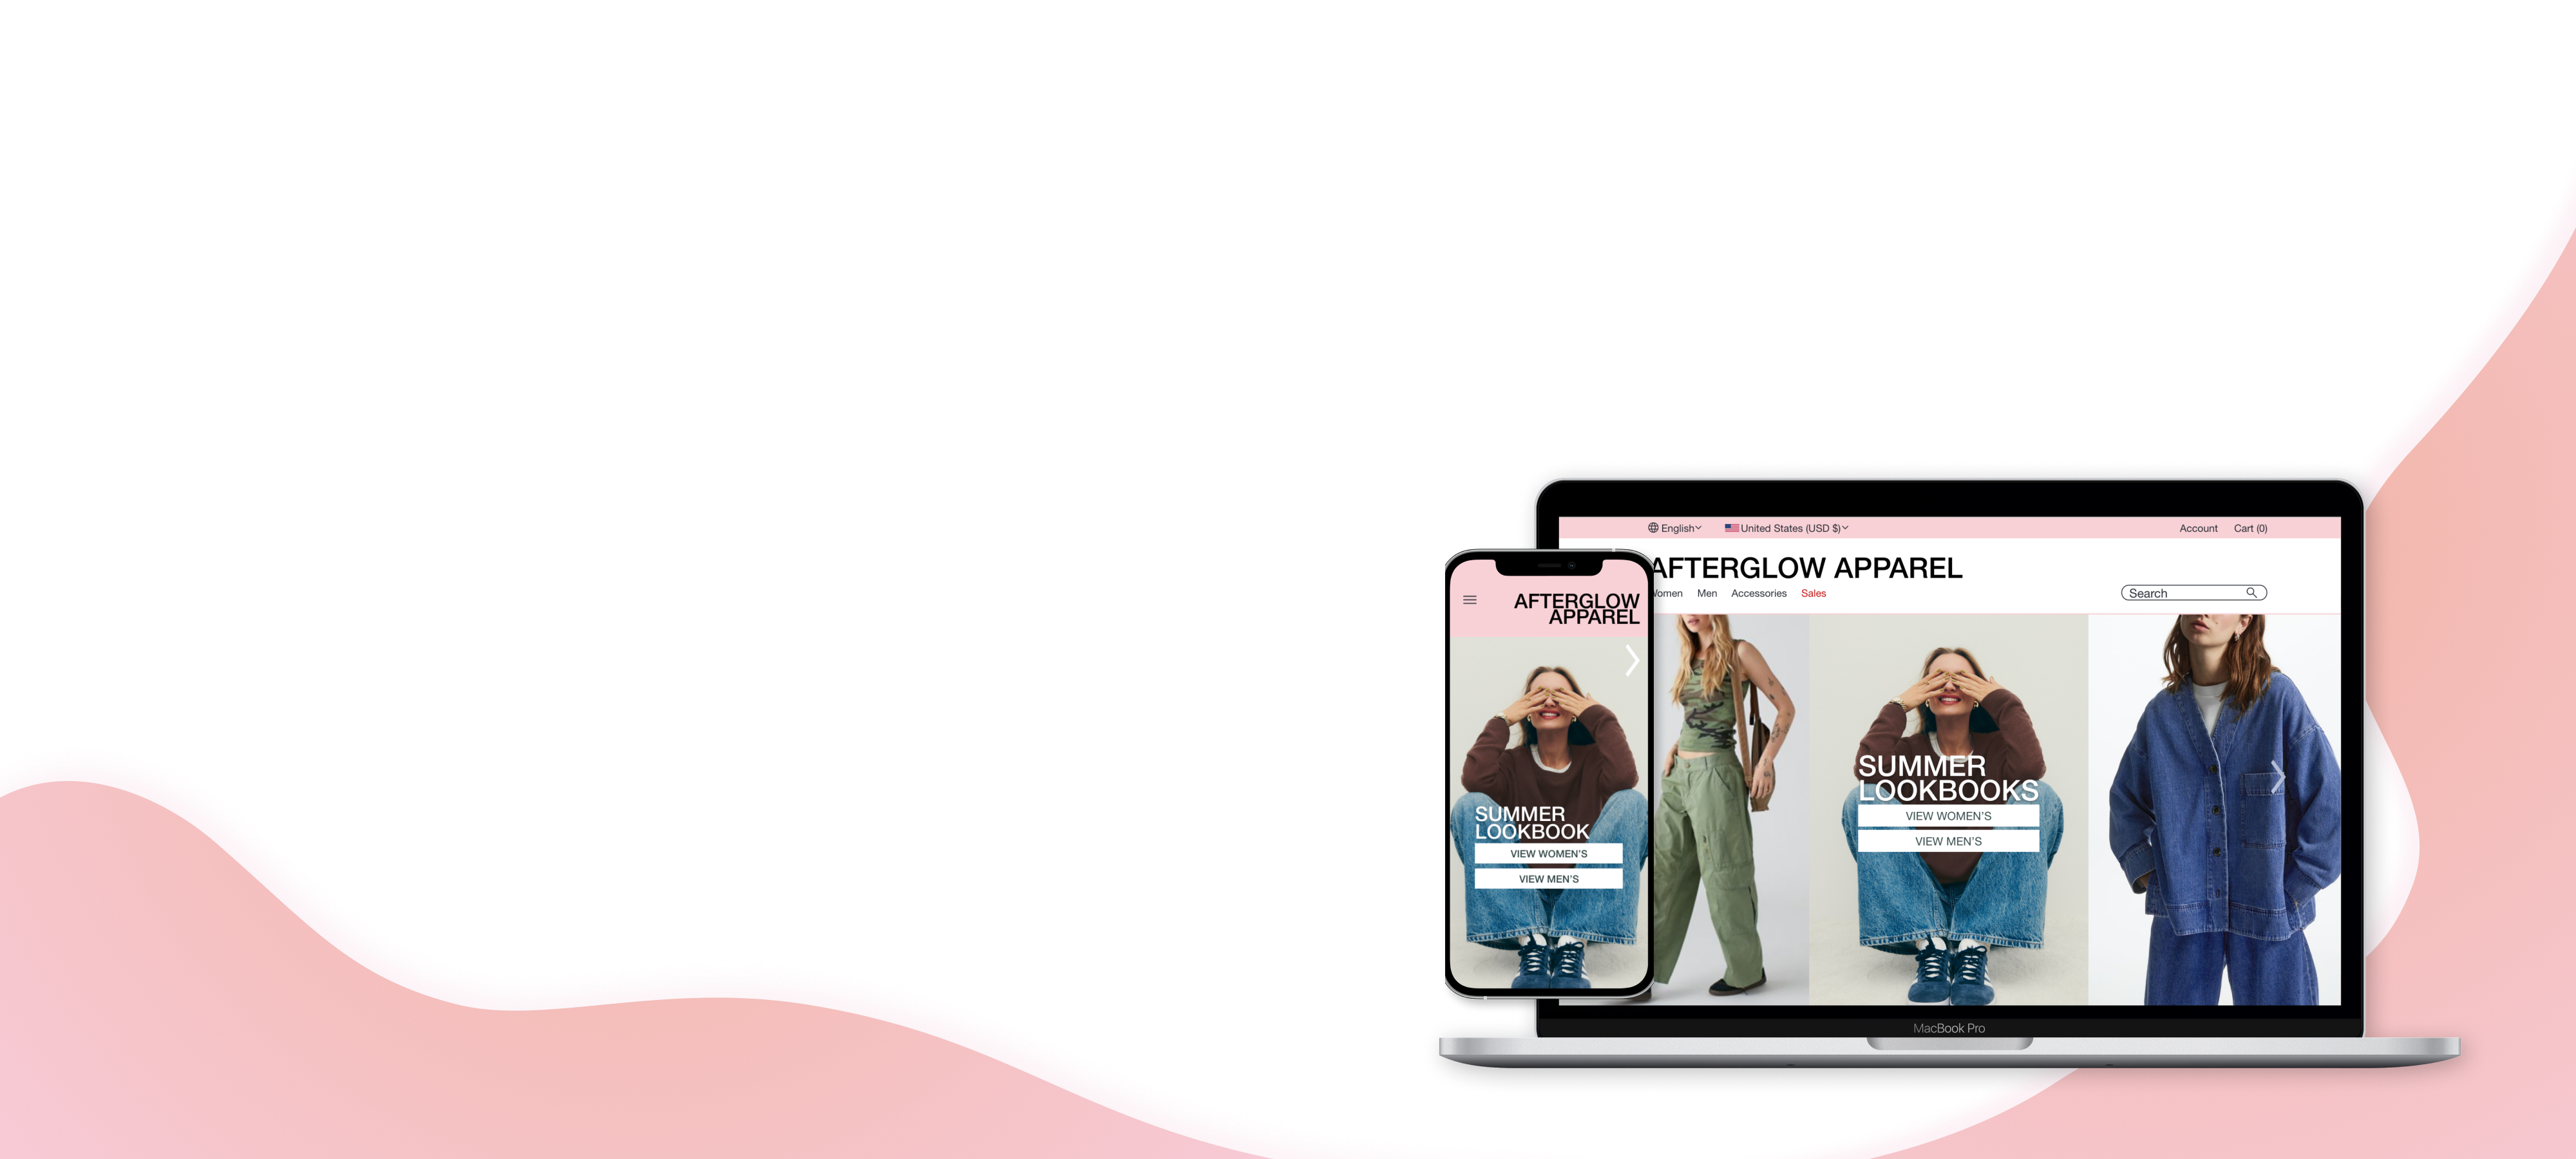 English
United States (USD $)
Account
Cart (0)
AFTERGLOW APPAREL
Women
Men
Accessories
Sales
Search
SUMMER
LOOKBOOKS
VIEW WOMEN'S
VIEW MEN'S
MacBook Pro
AFTERGLOW
APPAREL
SUMMER
LOOKBOOK
VIEW WOMEN'S
VIEW MEN'S